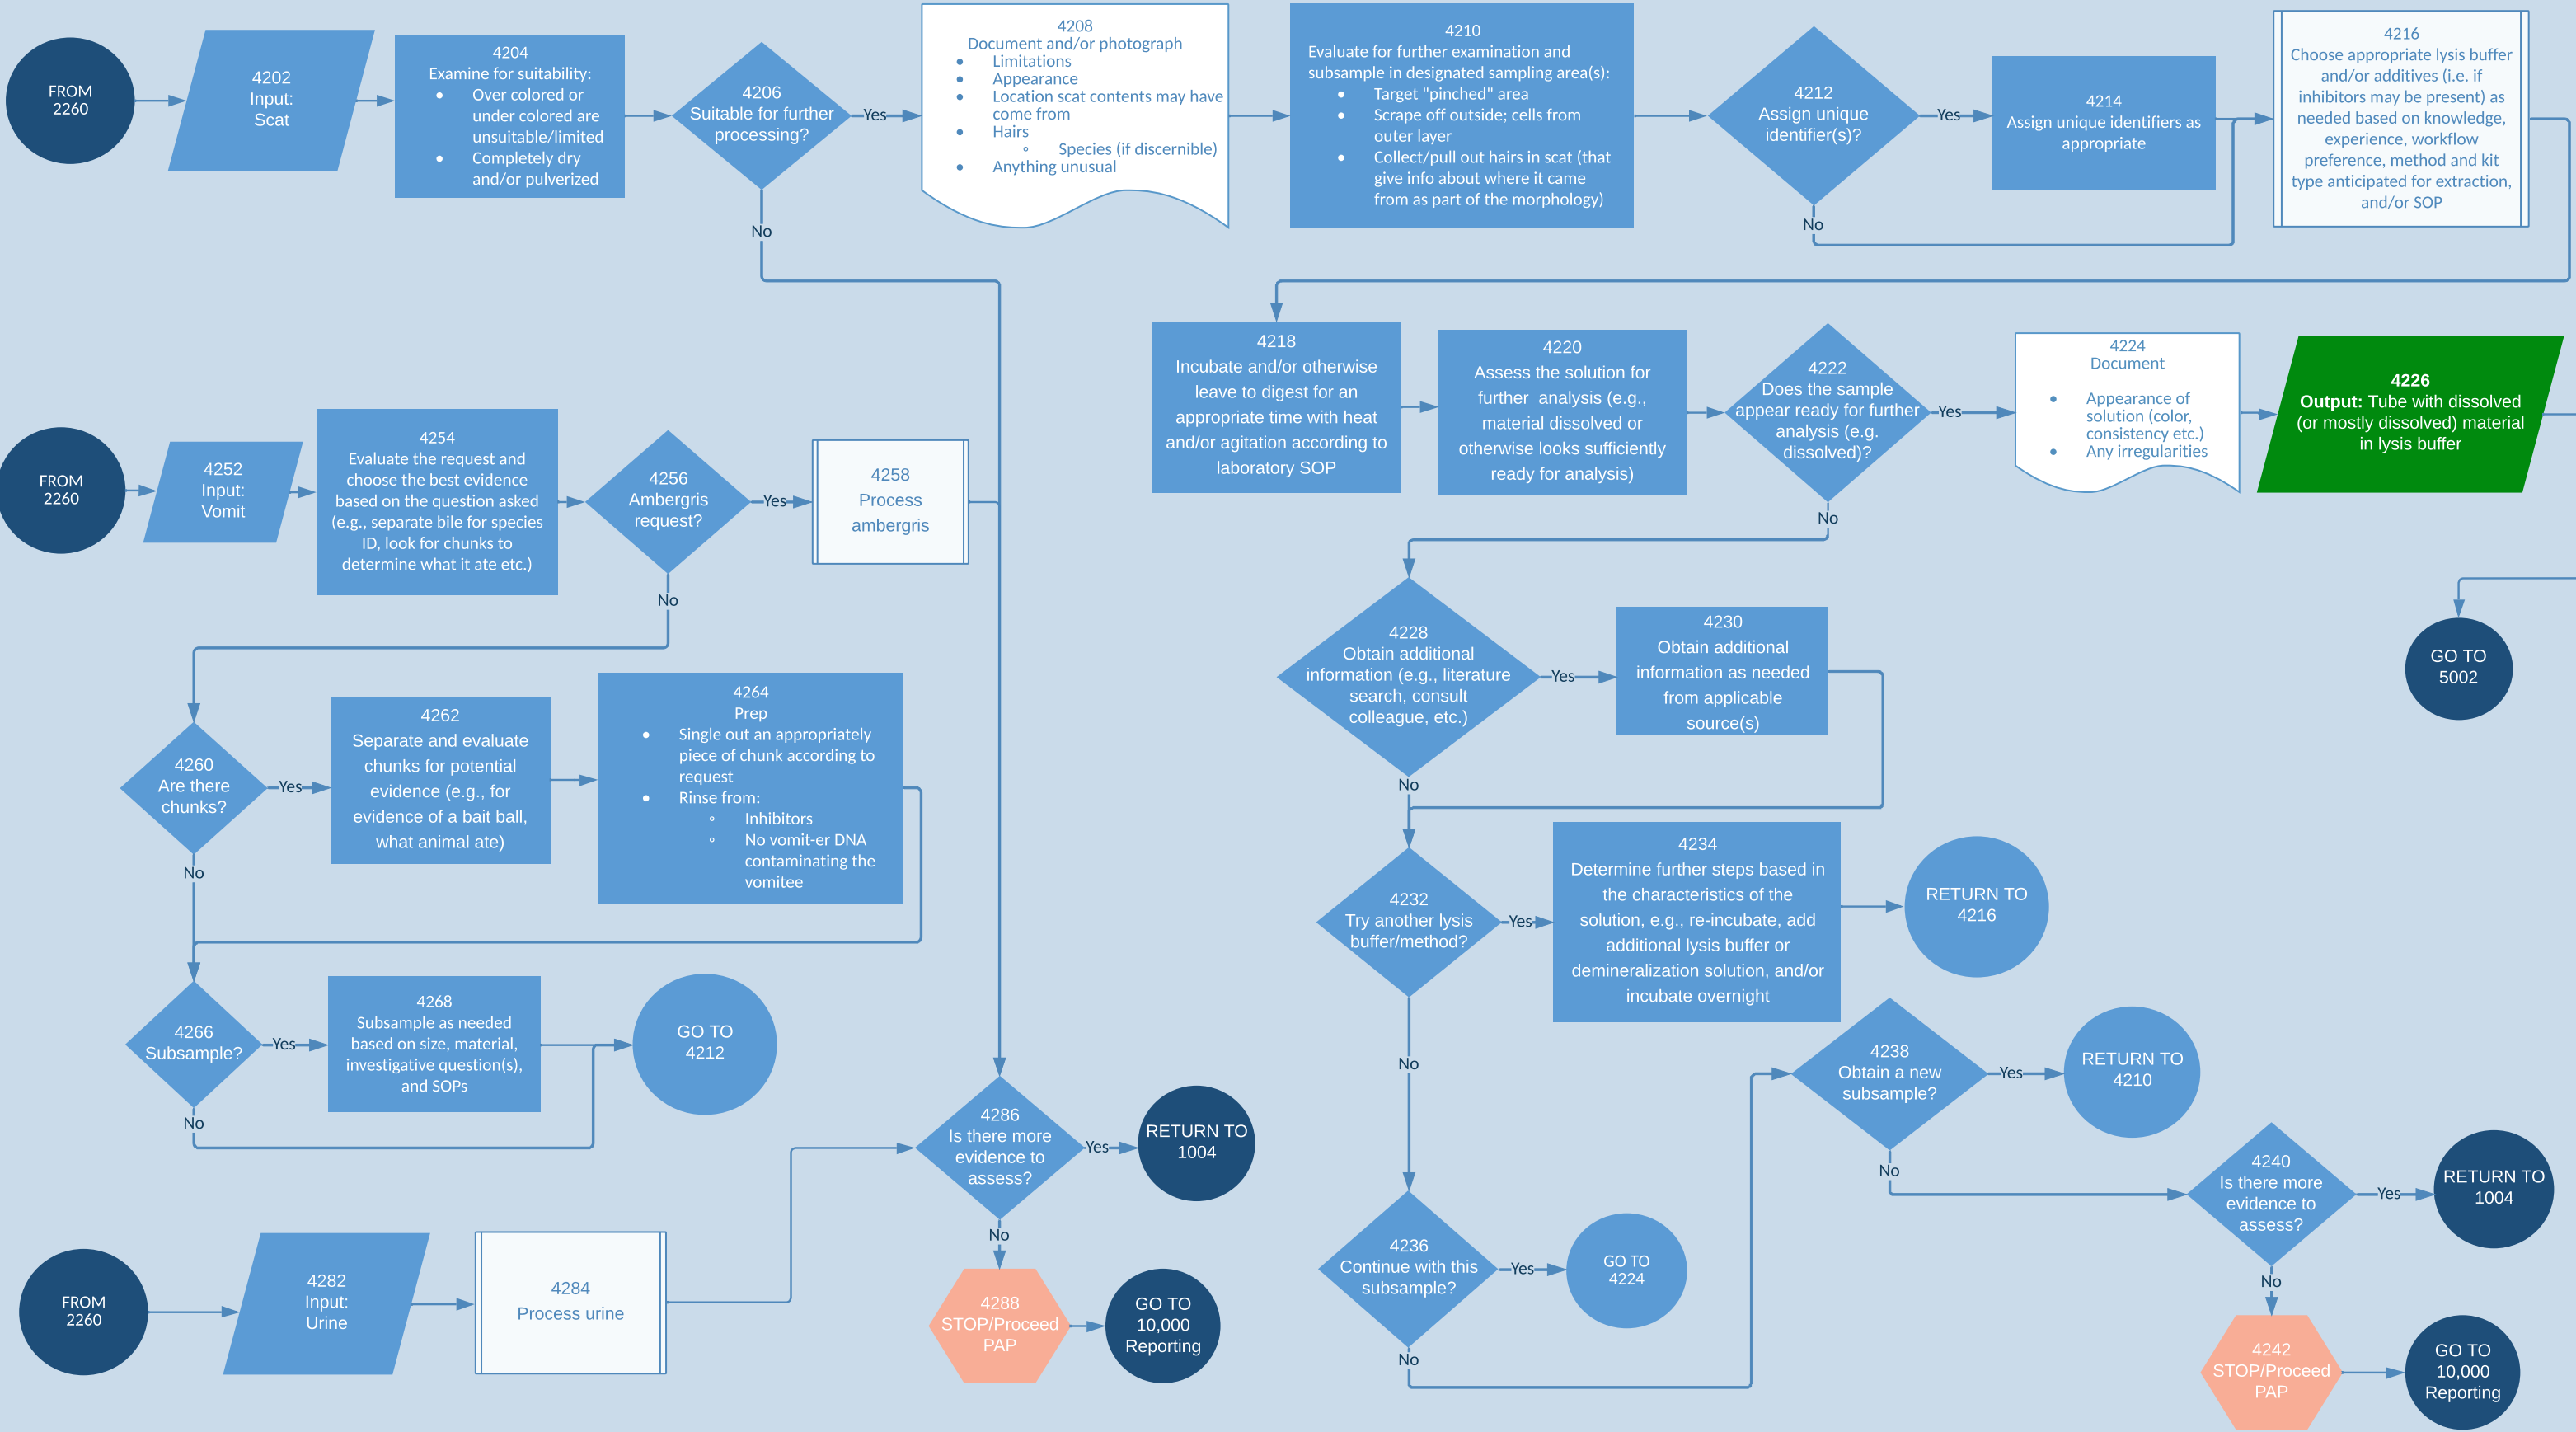 FROM
2260
4202
Input:
Scat
4204
Examine for suitability:
• Over colored or
under colored are
unsuitable/limited
• Completely dry
and/or pulverized
4206
Suitable for further
processing?
Yes
No
4208
Document and/or photograph
• Limitations
• Appearance
• Location scat contents may have
come from
• Hairs
◦ Species (if discernible)
• Anything unusual
4210
Evaluate for further examination and
subsample in designated sampling area(s):
• Target "pinched" area
• Scrape off outside; cells from
outer layer
• Collect/pull out hairs in scat (that
give info about where it came
from as part of the morphology)
4212
Assign unique
identifier(s)?
Yes
No
4214
Assign unique identifiers as
appropriate
4216
Choose appropriate lysis buffer
and/or additives (i.e. if
inhibitors may be present) as
needed based on knowledge,
experience, workflow
preference, method and kit
type anticipated for extraction,
and/or SOP
4218
Incubate and/or otherwise
leave to digest for an
appropriate time with heat
and/or agitation according to
laboratory SOP
4220
Assess the solution for
further analysis (e.g.,
material dissolved or
otherwise looks sufficiently
ready for analysis)
4222
Does the sample
appear ready for further
analysis (e.g.
dissolved)?
Yes
No
4224
Document
• Appearance of
solution (color,
consistency etc.)
• Any irregularities
4226
Output: Tube with dissolved
(or mostly dissolved) material
in lysis buffer
GO TO
5002
4228
Obtain additional
information (e.g., literature
search, consult
colleague, etc.)
Yes
No
4230
Obtain additional
information as needed
from applicable
source(s)
4232
Try another lysis
buffer/method?
Yes
No
4234
Determine further steps based in
the characteristics of the
solution, e.g., re-incubate, add
additional lysis buffer or
demineralization solution, and/or
incubate overnight
RETURN TO
4216
4236
Continue with this
subsample?
Yes
No
GO TO
4224
4238
Obtain a new
subsample?
Yes
No
RETURN TO
4210
4240
Is there more
evidence to
assess?
Yes
No
RETURN TO
1004
4242
STOP/Proceed
PAP
GO TO
10,000
Reporting
FROM
2260
4252
Input:
Vomit
4254
Evaluate the request and
choose the best evidence
based on the question asked
(e.g., separate bile for species
ID, look for chunks to
determine what it ate etc.)
4256
Ambergris
request?
Yes
No
4258
Process
ambergris
4260
Are there
chunks?
Yes
No
4262
Separate and evaluate
chunks for potential
evidence (e.g., for
evidence of a bait ball,
what animal ate)
4264
Prep
• Single out an appropriately
piece of chunk according to
request
• Rinse from:
◦ Inhibitors
◦ No vomit-er DNA
contaminating the
vomitee
4266
Subsample?
Yes
No
4268
Subsample as needed
based on size, material,
investigative question(s),
and SOPs
GO TO
4212
FROM
2260
4282
Input:
Urine
4284
Process urine
4286
Is there more
evidence to
assess?
Yes
No
RETURN TO
1004
4288
STOP/Proceed
PAP
GO TO
10,000
Reporting